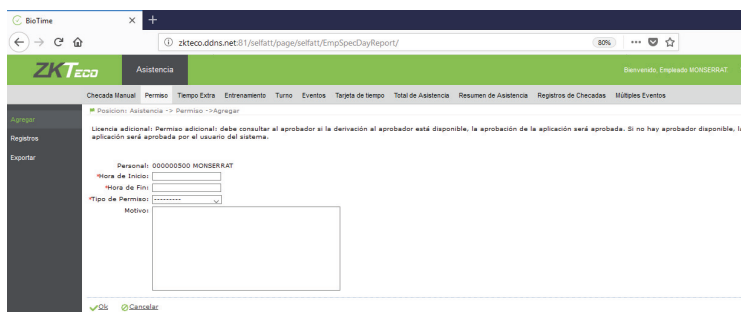 BioTime
zkteco.ddns.net:81/selfatt/page/selfatt/EmpSpecDayReport/
80%
ZKTeco
Asistencia
Bienvenido, Empleado MONSERRAT
Checada Manual Permiso Tiempo Extra Entrenamiento Turno Eventos Tarjeta de tiempo Total de Asistencia Resumen de Asistencia Registros de Checadas Múltiples Eventos
Agregar
Registros
Exportar
Posicion: Asistencia -> Permiso ->Agregar
Licencia adicional: Permiso adicional: debe consultar al aprobador si la derivación al aprobador está disponible, la aprobación de la aplicación será aprobada. Si no hay aprobador disponible, l
aplicación será aprobada por el usuario del sistema.
Personal: 000000500 MONSERRAT
*Hora de Inicio:
*Hora de Fin:
*Tipo de Permiso: ---------
Motivo:
Ok Cancelar